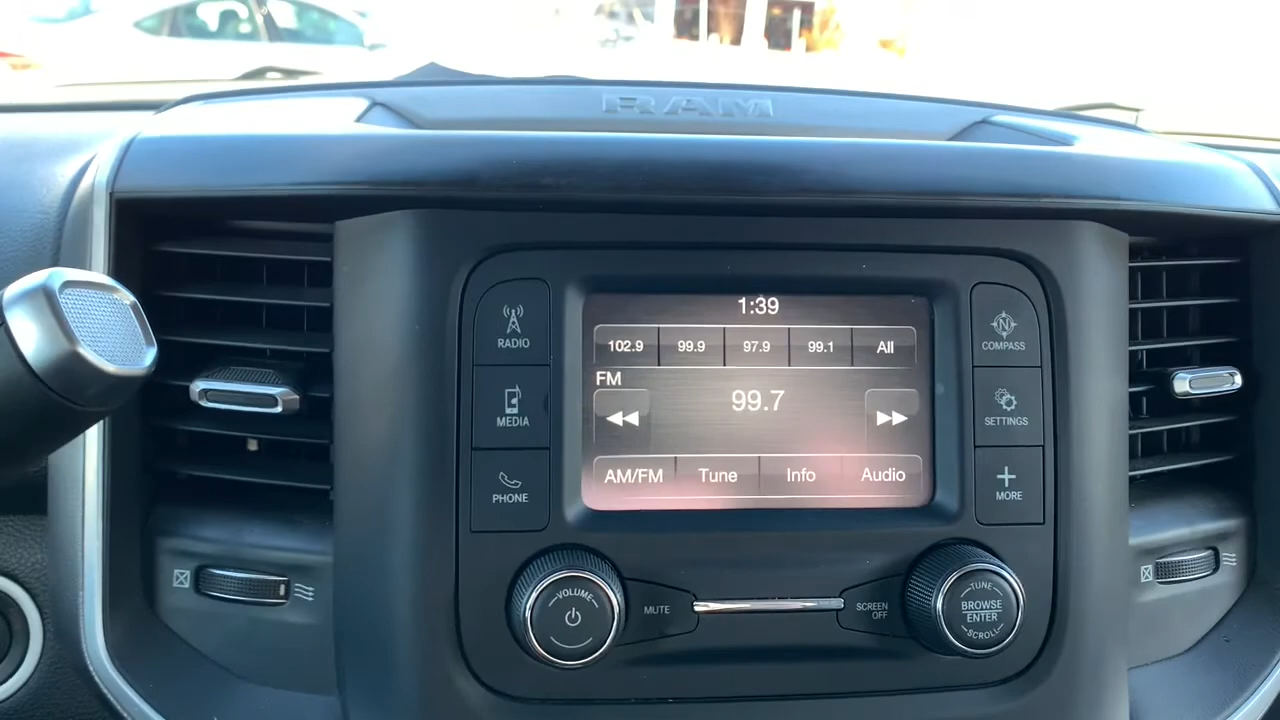 RAM
1:39
102.9 99.9 97.9 99.1 All
FM
99.7
AM/FM Tune Info Audio
RADIO
MEDIA
PHONE
N
COMPASS
SETTINGS
MORE
VOLUME
MUTE
SCREEN
OFF
TUNE
BROWSE
ENTER
SCROLL